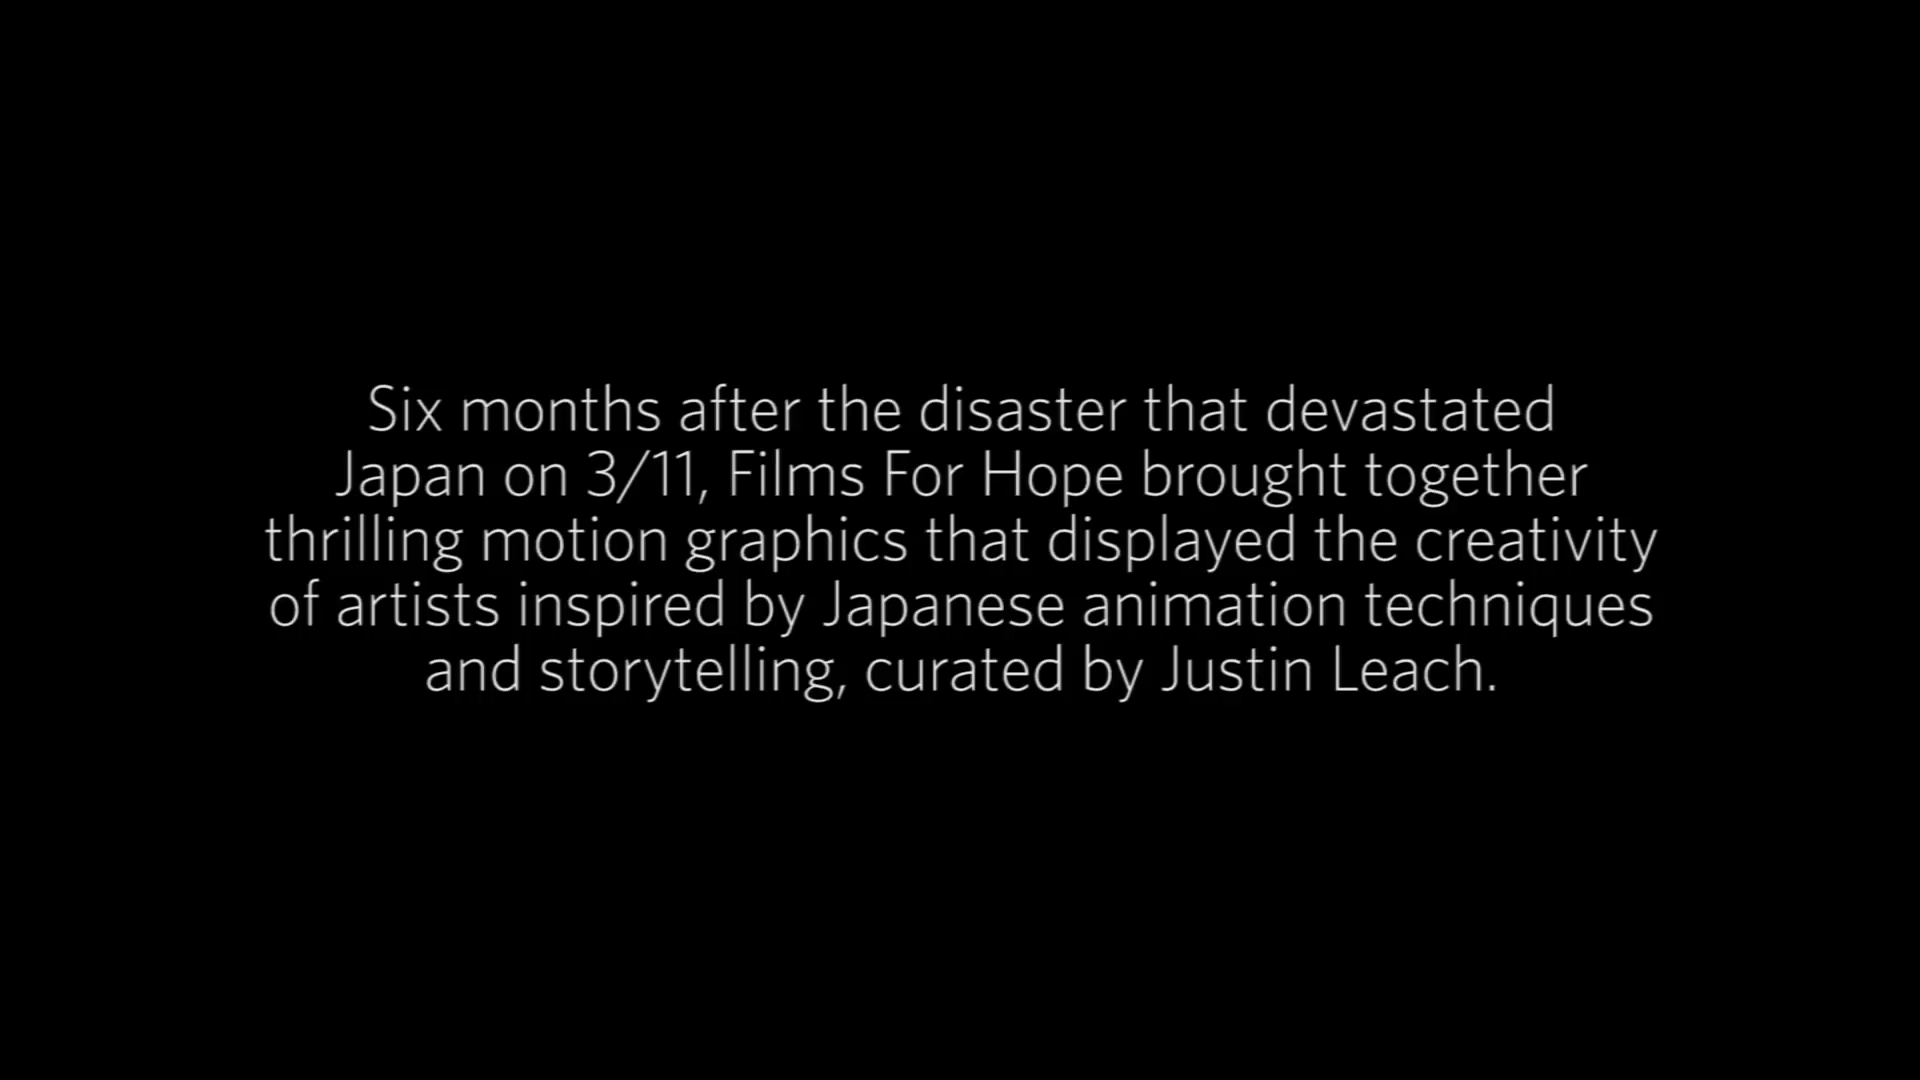 Six months after the disaster that devastated
Japan on 3/11, Films For Hope brought together
thrilling motion graphics that displayed the creativity
of artists inspired by Japanese animation techniques
and storytelling, curated by Justin Leach.